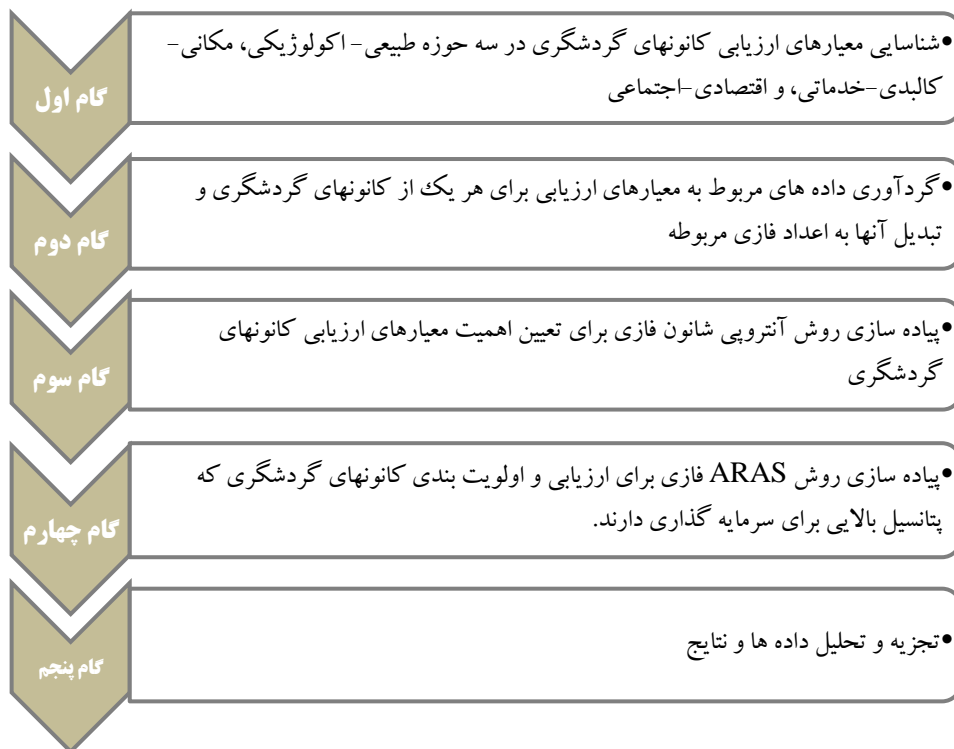 گام اول
•شناسایی معیارهای ارزیابی کانونهای گردشگری در سه حوزه طبیعی- اکولوژیکی، مکانی-
کالبدی-خدماتی، و اقتصادی-اجتماعی
گام دوم
•گردآوری داده های مربوط به معیارهای ارزیابی برای هر یک از کانونهای گردشگری و
تبدیل آنها به اعداد فازی مربوطه
گام سوم
•پیاده سازی روش آنتروپی شانون فازی برای تعیین اهمیت معیارهای ارزیابی کانونهای
گردشگری
گام چهارم
•پیاده سازی روش ARAS فازی برای ارزیابی و اولویت بندی کانونهای گردشگری که
پتانسیل بالایی برای سرمایه گذاری دارند.
گام پنجم
•تجزیه و تحلیل داده ها و نتایج